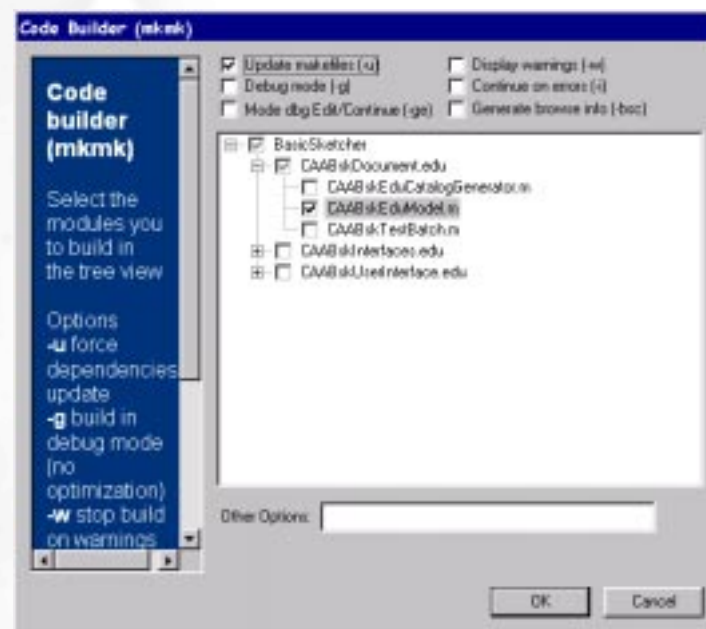 Code Builder (mkmk)
Code
builder
(mkmk)
Select the
modules you
to build in
the tree view
Options
-u force
dependencies
update
-g build in
debug mode
(no
optimization)
-w stop build
on warnings
Update makefiles (-u)
Debug mode (-g)
Mode dbg Edit/Continue (-ge)
Display warnings (-w)
Continue on errors (-i)
Generate browse info (-bsc)
BasicSketcher
CAABskDocument.edu
CAABskEduCatalogGenerator.m
CAABskEduModel.m
CAABskTestBatch.m
CAABskInterfaces.edu
CAABskUserInterface.edu
Other Options:
OK
Cancel